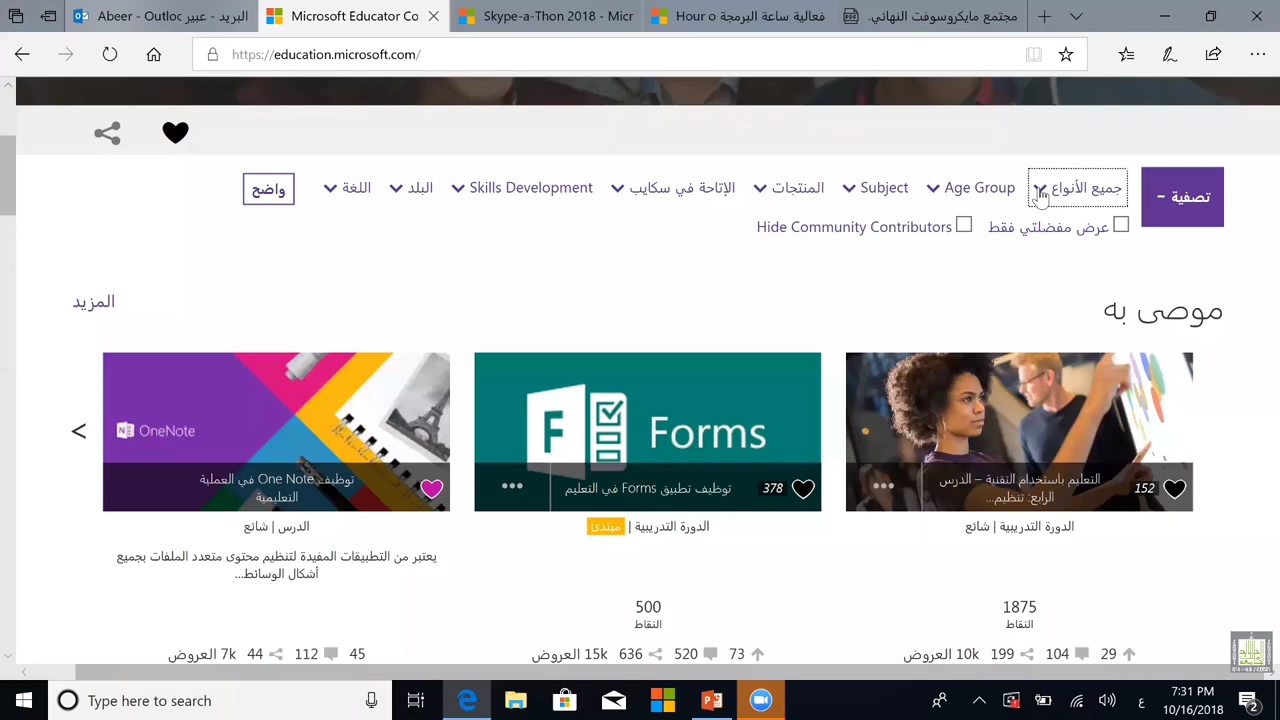 البريد - عبير Abeer - Outloc
Microsoft Educator Co
Skype-a-Thon 2018 - Micr
فعالية ساعة البرمجة Hour o
مجتمع مايكروسوفت النهائي.
https://education.microsoft.com/
تصفية –
جميع الأنواع
Age Group
Subject
المنتجات
الإتاحة في سكايب
Skills Development
البلد
اللغة
واضح
عرض مفضلتي فقط
Hide Community Contributors
موصى به
المزيد
التعليم باستخدام التقنية – الدرس
الرابع: تنظيم...
152
الدورة التدريبية | شائع
1875
النقاط
29 104 199 10k العروض
Forms
توظيف تطبيق Forms في التعليم
378
الدورة التدريبية | مبتدئ
500
النقاط
73 520 636 15k العروض
OneNote
توظيف One Note في العملية
التعليمية
الدرس | شائع
يعتبر من التطبيقات المفيدة لتنظيم محتوى متعدد الملفات بجميع
أشكال الوسائط...
45 112 44 7k العروض
Type here to search
ع
7:31 PM
10/16/2018
2